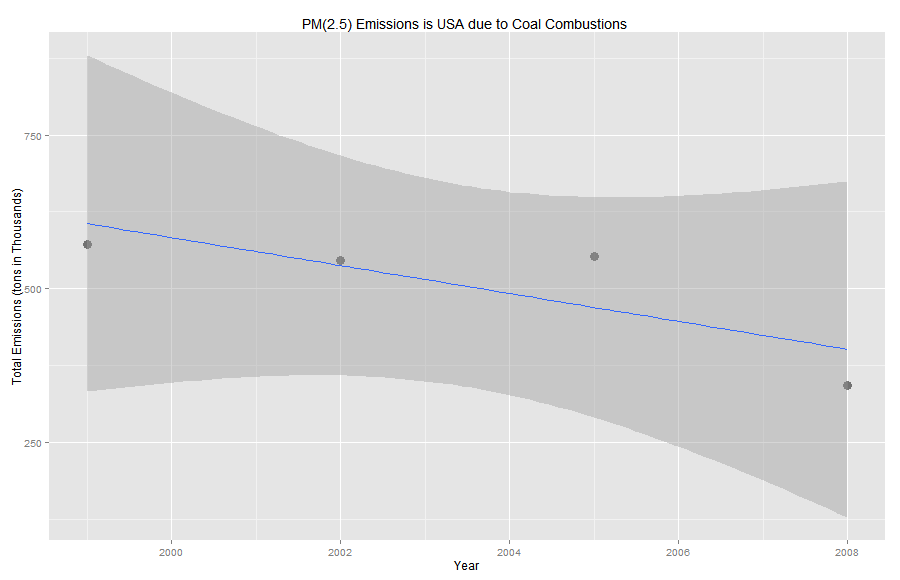 PM(2.5) Emissions is USA due to Coal Combustions
Total Emissions (tons in Thousands)
750
500
250
2000
2002
2004
2006
2008
Year